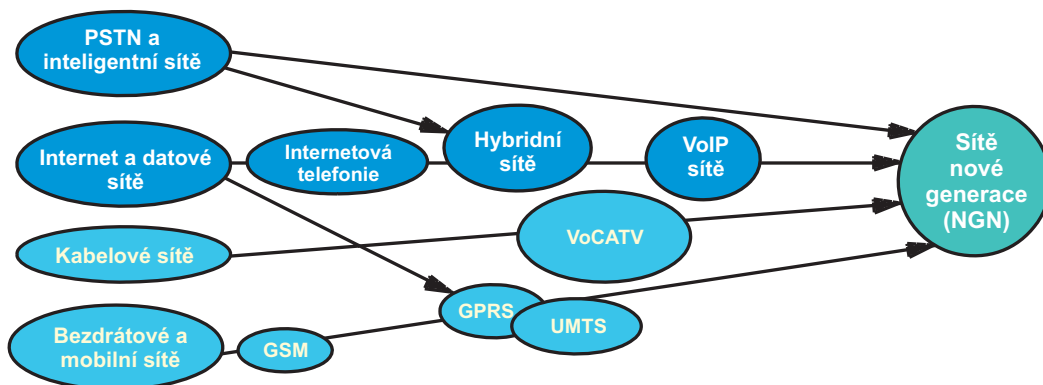 PSTN a
inteligentní sítě
Internet a datové
sítě
Internetová
telefonie
Hybridní
sítě
VoIP
sítě
Sítě
nové
generace
(NGN)
Kabelové sítě
VoCATV
Bezdrátové a
mobilní sítě
GSM
GPRS
UMTS